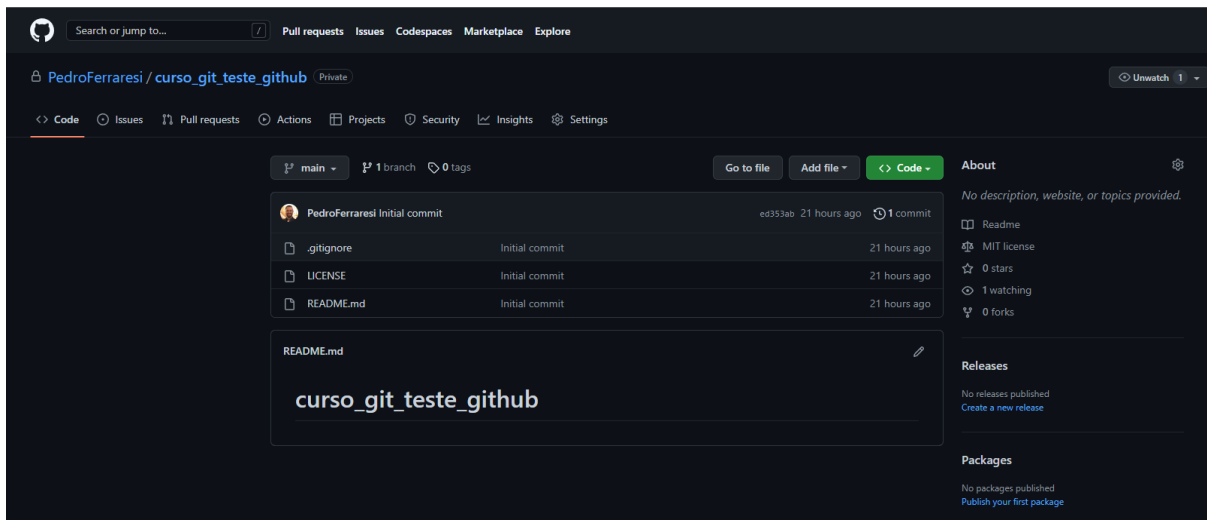 Search or jump to... / Pull requests Issues Codespaces Marketplace Explore
PedroFerraresi / curso_git_teste_github Private
Unwatch 1
<> Code Issues Pull requests Actions Projects Security Insights Settings
main 1 branch 0 tags Go to file Add file <> Code
PedroFerraresi Initial commit ed353ab 21 hours ago 1 commit
.gitignore Initial commit 21 hours ago
LICENSE Initial commit 21 hours ago
README.md Initial commit 21 hours ago
README.md
curso_git_teste_github
About
No description, website, or topics provided.
Readme
MIT license
0 stars
1 watching
0 forks
Releases
No releases published
Create a new release
Packages
No packages published
Publish your first package